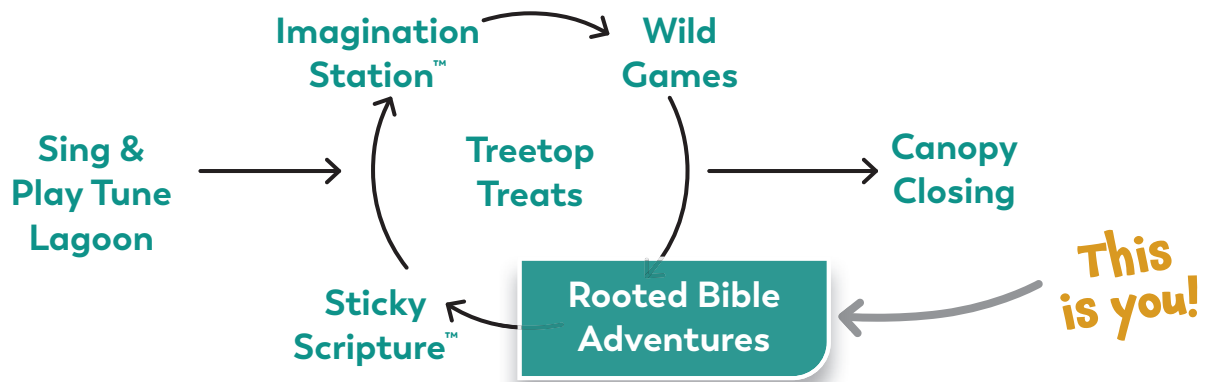 Imagination
Station™
Wild
Games
Sing &
Play Tune
Lagoon
Treetop
Treats
Canopy
Closing
Sticky
Scripture™
Rooted Bible
Adventures
This
is you!